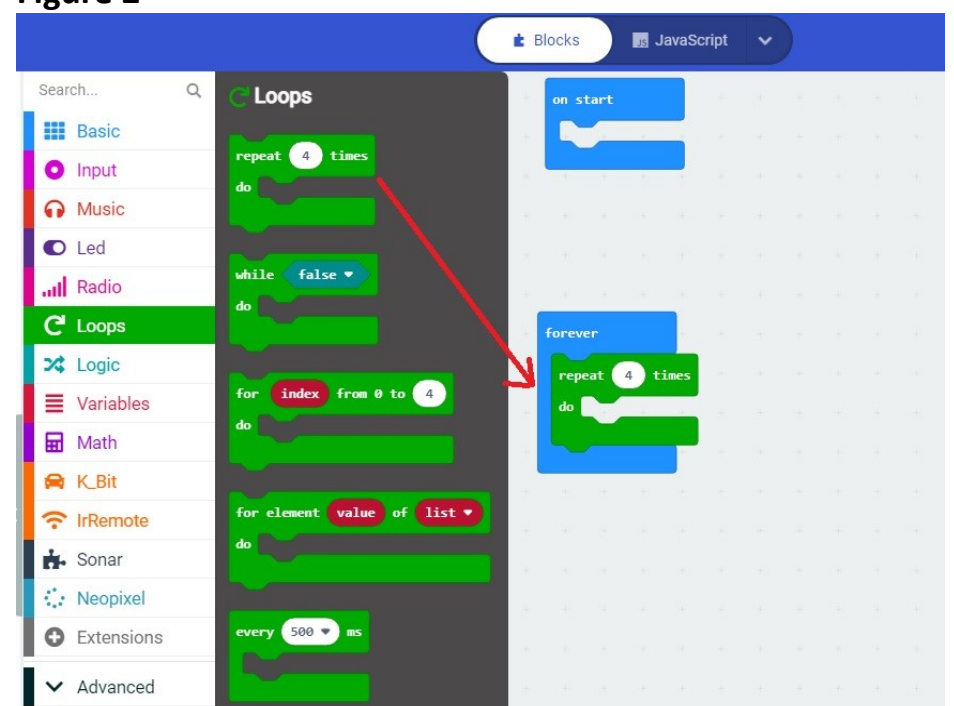 Blocks
JS JavaScript
Search...
Basic
Input
Music
Led
Radio
Loops
Logic
Variables
Math
K_Bit
IrRemote
Sonar
Neopixel
Extensions
Advanced
Loops
repeat 4 times
do
while false
do
for index from 0 to 4
do
for element value of list
do
every 500 ms
on start
forever
repeat 4 times
do